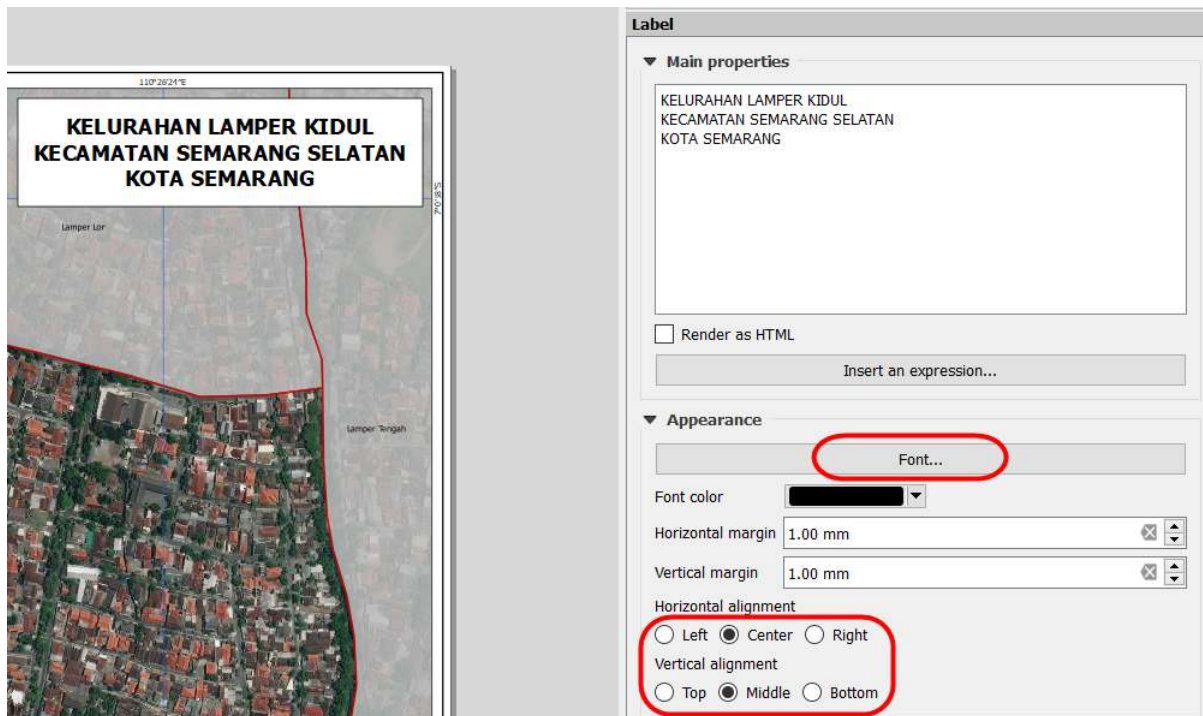 110°26'24"E
KELURAHAN LAMPER KIDUL
KECAMATAN SEMARANG SELATAN
KOTA SEMARANG
7°0'18"S
Lamper Lor
Lamper Tengah
Label
Main properties
KELURAHAN LAMPER KIDUL
KECAMATAN SEMARANG SELATAN
KOTA SEMARANG
Render as HTML
Insert an expression...
Appearance
Font...
Font color
Horizontal margin 1.00 mm
Vertical margin 1.00 mm
Horizontal alignment
Left Center Right
Vertical alignment
Top Middle Bottom